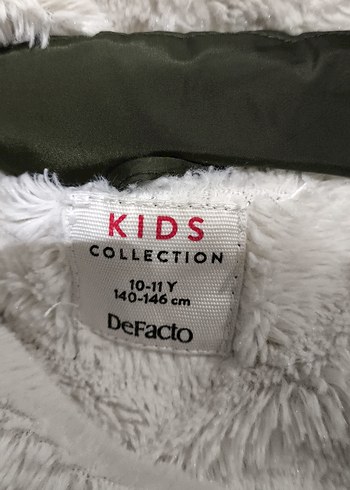 KIDS
COLLECTION
10-11 Y
140-146 cm
DeFacto